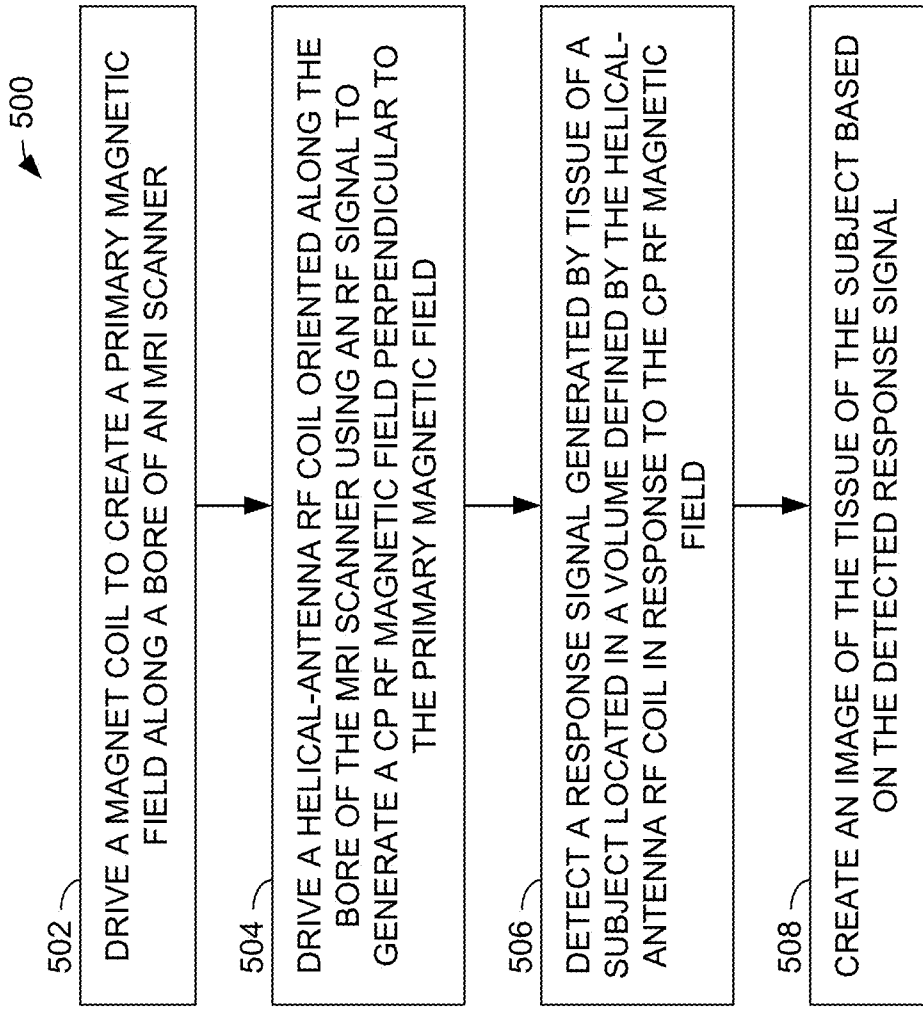 500
502
DRIVE A MAGNET COIL TO CREATE A PRIMARY MAGNETIC
FIELD ALONG A BORE OF AN MRI SCANNER
504
DRIVE A HELICAL-ANTENNA RF COIL ORIENTED ALONG THE
BORE OF THE MRI SCANNER USING AN RF SIGNAL TO
GENERATE A CP RF MAGNETIC FIELD PERPENDICULAR TO
THE PRIMARY MAGNETIC FIELD
506
DETECT A RESPONSE SIGNAL GENERATED BY TISSUE OF A
SUBJECT LOCATED IN A VOLUME DEFINED BY THE HELICAL-
ANTENNA RF COIL IN RESPONSE TO THE CP RF MAGNETIC
FIELD
508
CREATE AN IMAGE OF THE TISSUE OF THE SUBJECT BASED
ON THE DETECTED RESPONSE SIGNAL